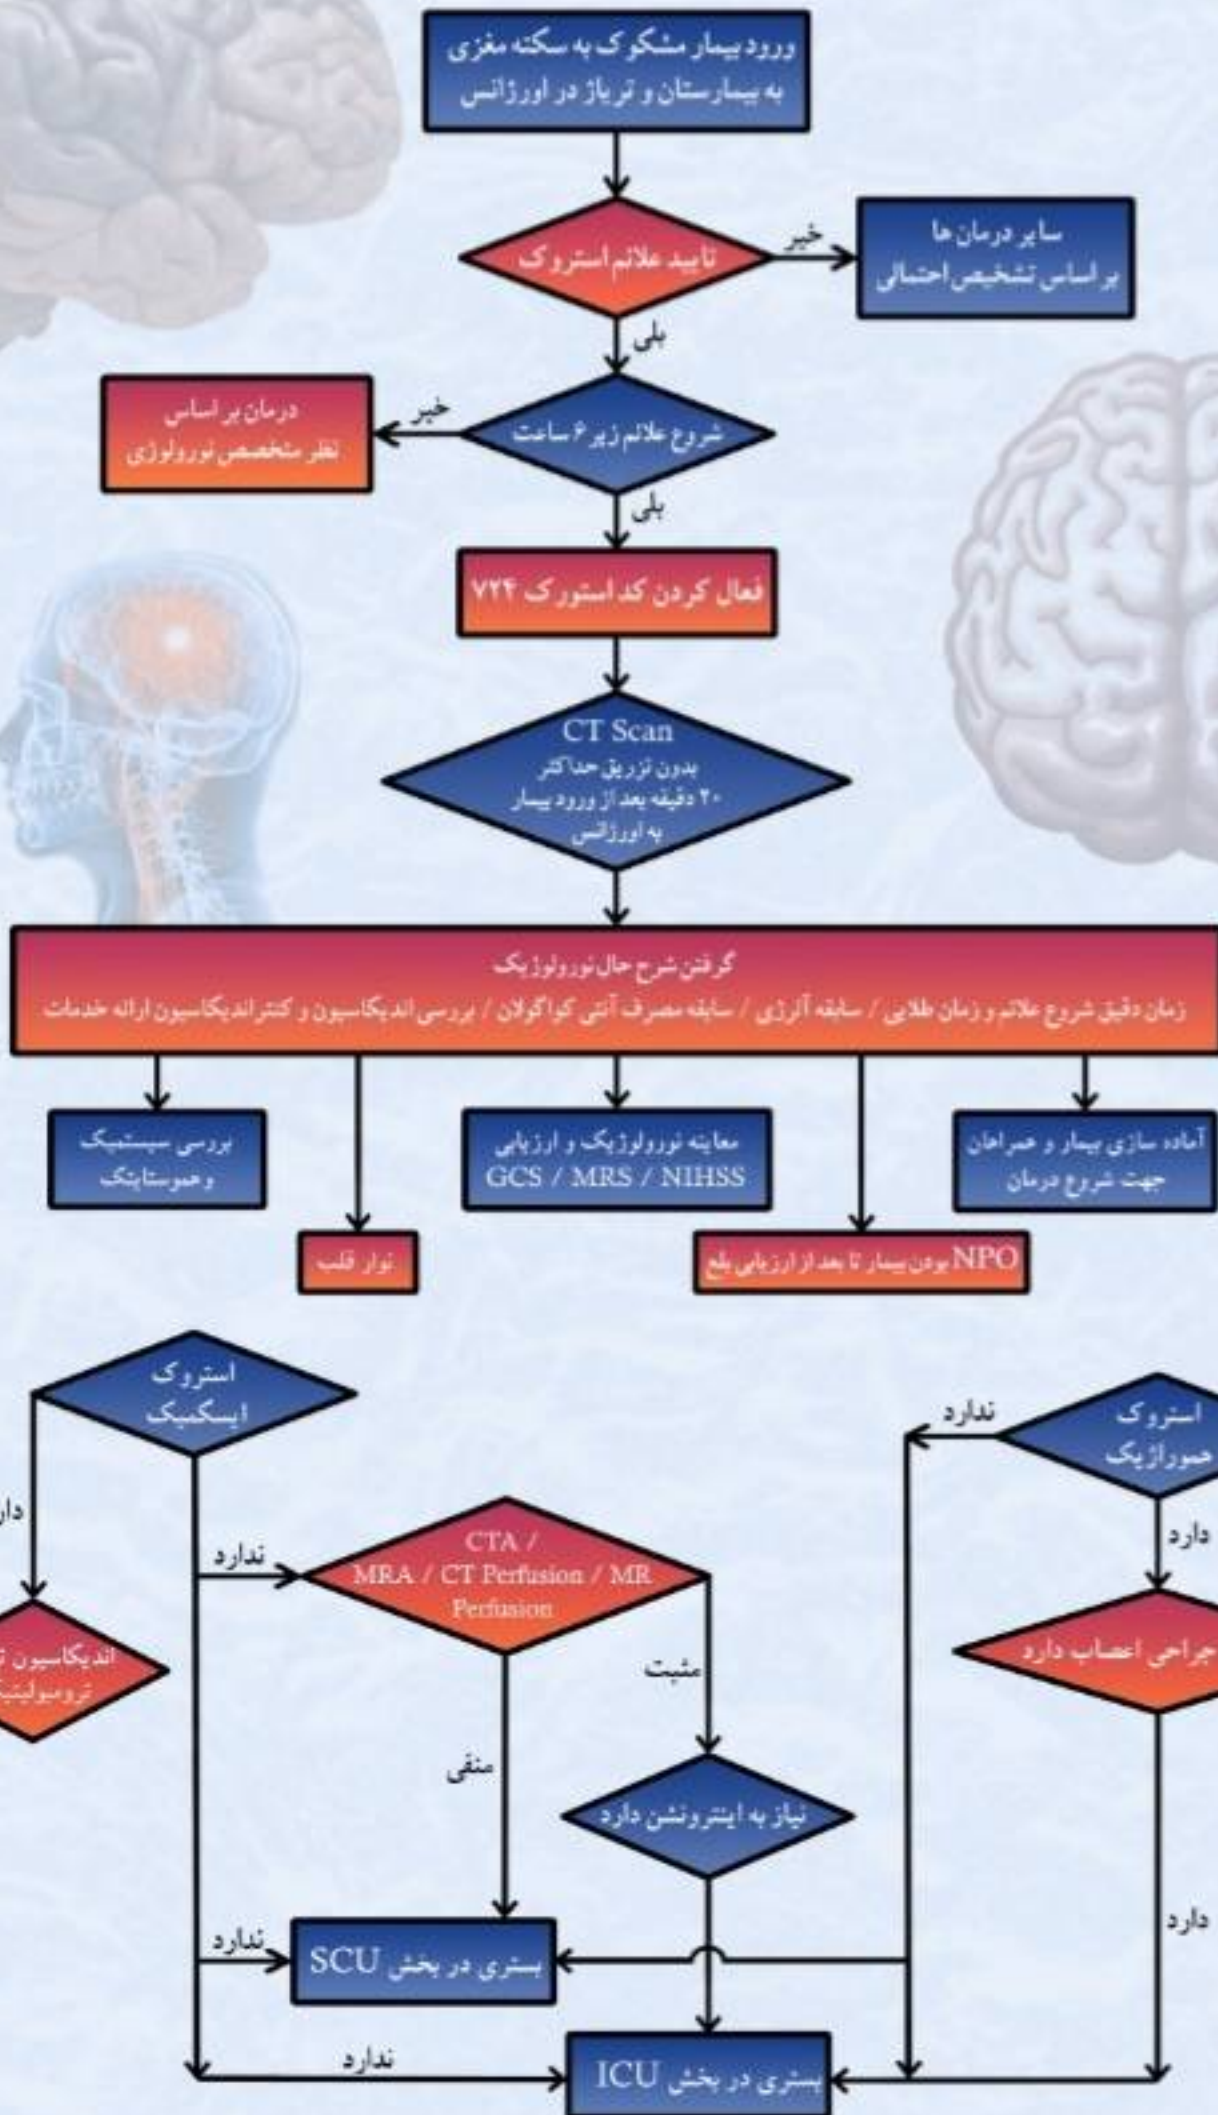 ورود بیمار مشکوک به سکته مغزی
به بیمارستان و تریاژ در اورژانس
تایید علائم استروک
خیر
سایر درمان ها
بر اساس تشخیص احتمالی
بلی
شروع علائم زیر ۶ ساعت
خیر
درمان بر اساس
نظر متخصص نورولوژی
بلی
فعال کردن کد استورک ۷۲۴
CT Scan
بدون تزریق حداکثر
۲۰ دقیقه بعد از ورود بیمار
به اورژانس
گرفتن شرح حال نورولوژیک
زمان دقیق شروع علائم و زمان طلایی / سابقه آلرژی / سابقه مصرف آنتی کواگولان / بررسی اندیکاسیون و کنتراندیکاسیون ارائه خدمات
آماده سازی بیمار و همراهان
جهت شروع درمان
معاینه نورولوژیک و ارزیابی
GCS / MRS / NIHSS
بررسی سیستمیک
و هموستاتیک
NPO بودن بیمار تا بعد از ارزیابی بلع
نوار قلب
استروک
هموراژیک
ندارد
دارد
جراحی اعصاب دارد
دارد
استروک
ایسکمیک
ندارد
CTA /
MRA / CT Perfusion / MR
Perfusion
اندیکاسیون
مثبت
منفی
نیاز به اینترونشن دارد
ندارد
بستری در بخش SCU
ندارد
بستری در بخش ICU